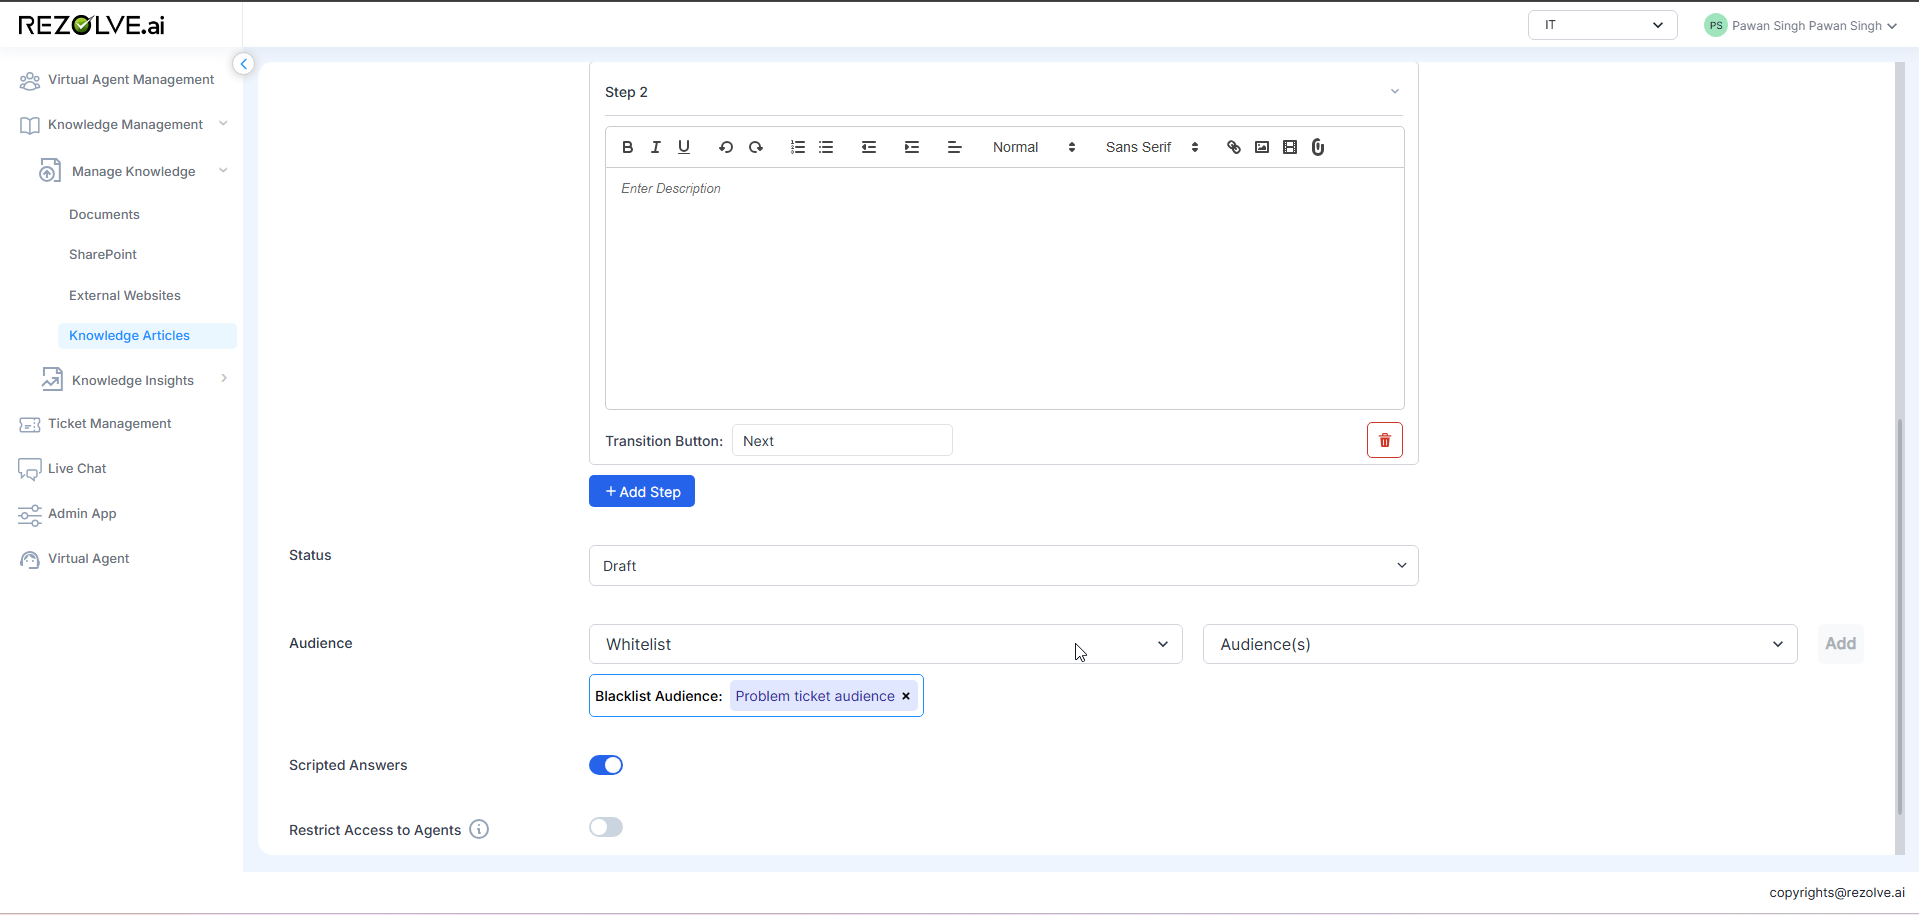 REZOLVE.ai
IT
PS Pawan Singh Pawan Singh
Virtual Agent Management
Knowledge Management
Manage Knowledge
Documents
SharePoint
External Websites
Knowledge Articles
Knowledge Insights
Ticket Management
Live Chat
Admin App
Virtual Agent
Step 2
B I U Normal Sans Serif
Enter Description
Transition Button: Next
+ Add Step
Status Draft
Audience Whitelist Audience(s) Add
Blacklist Audience: Problem ticket audience ×
Scripted Answers
Restrict Access to Agents i
copyrights@rezolve.ai